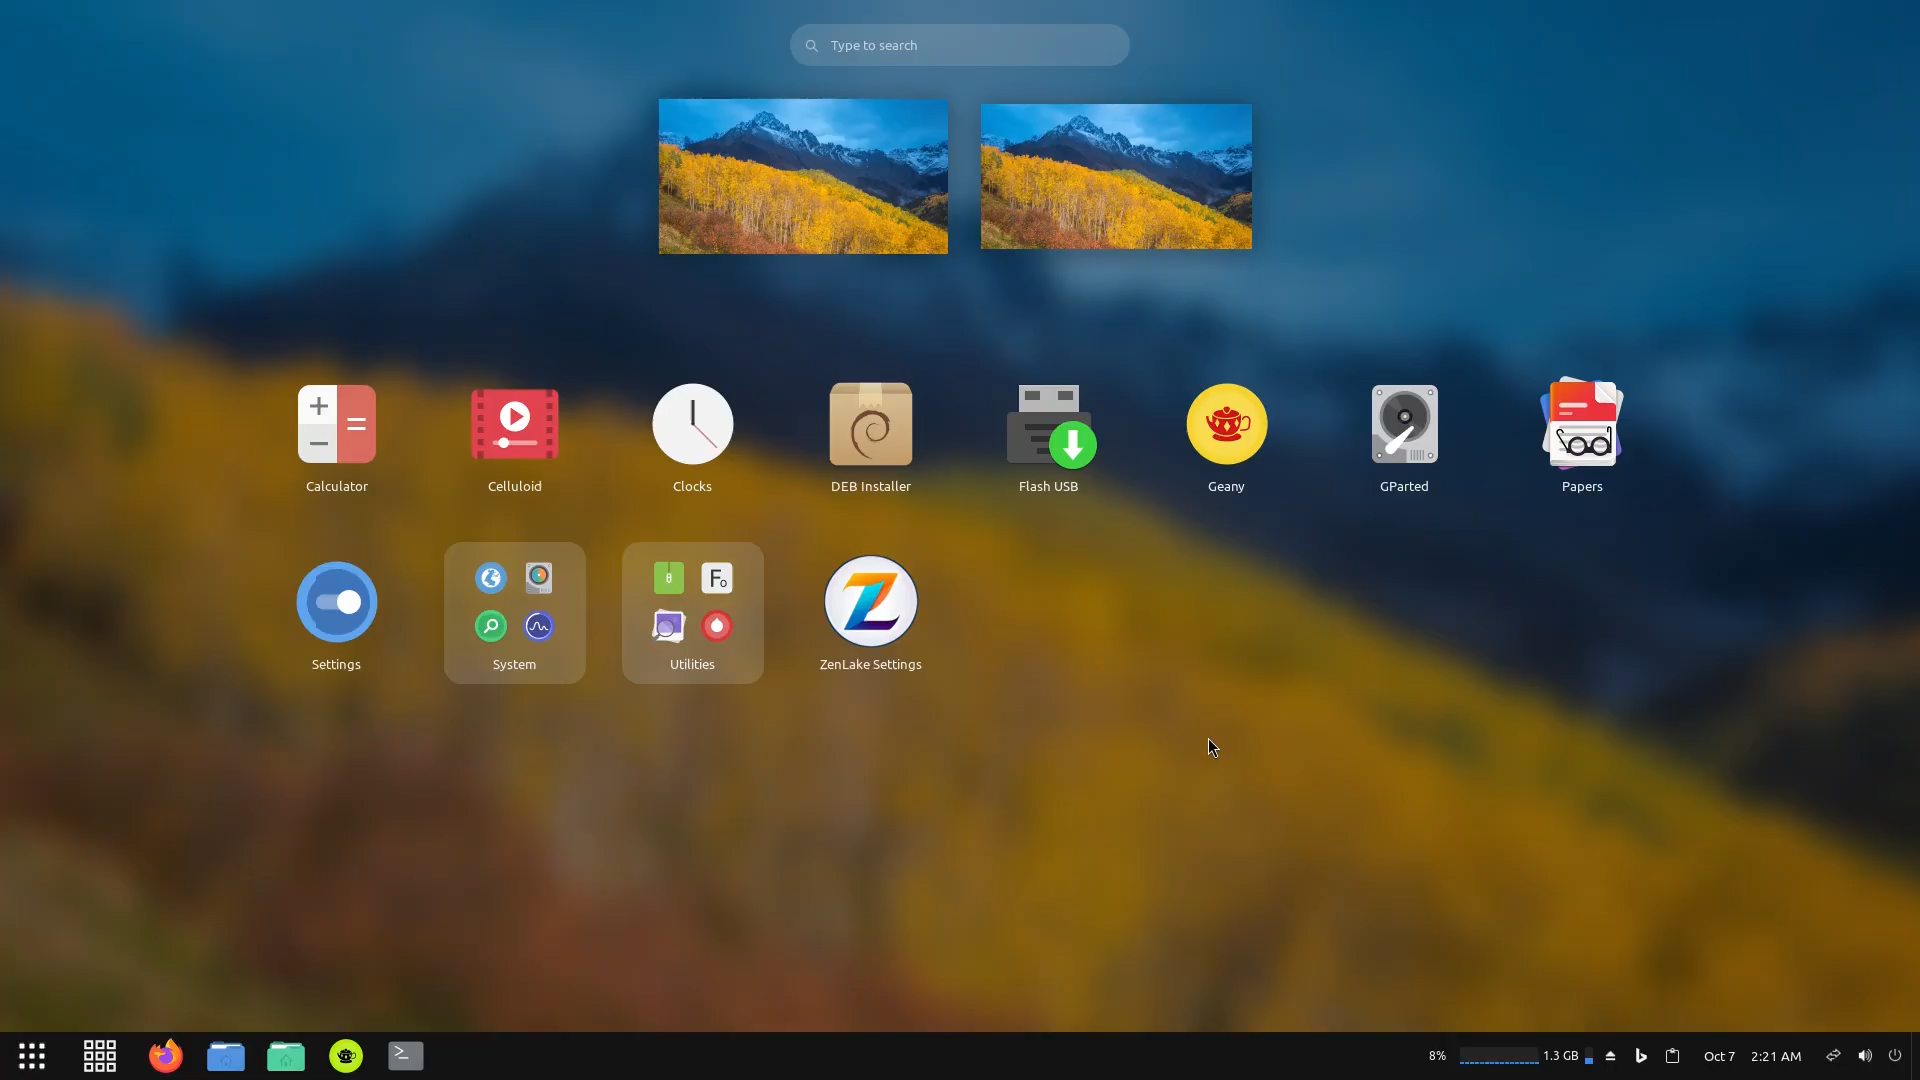 Type to search
Calculator
Celluloid
Clocks
DEB Installer
Flash USB
Geany
GParted
Papers
Settings
System
Utilities
ZenLake Settings
8%
1.3 GB
Oct 7
2:21 AM